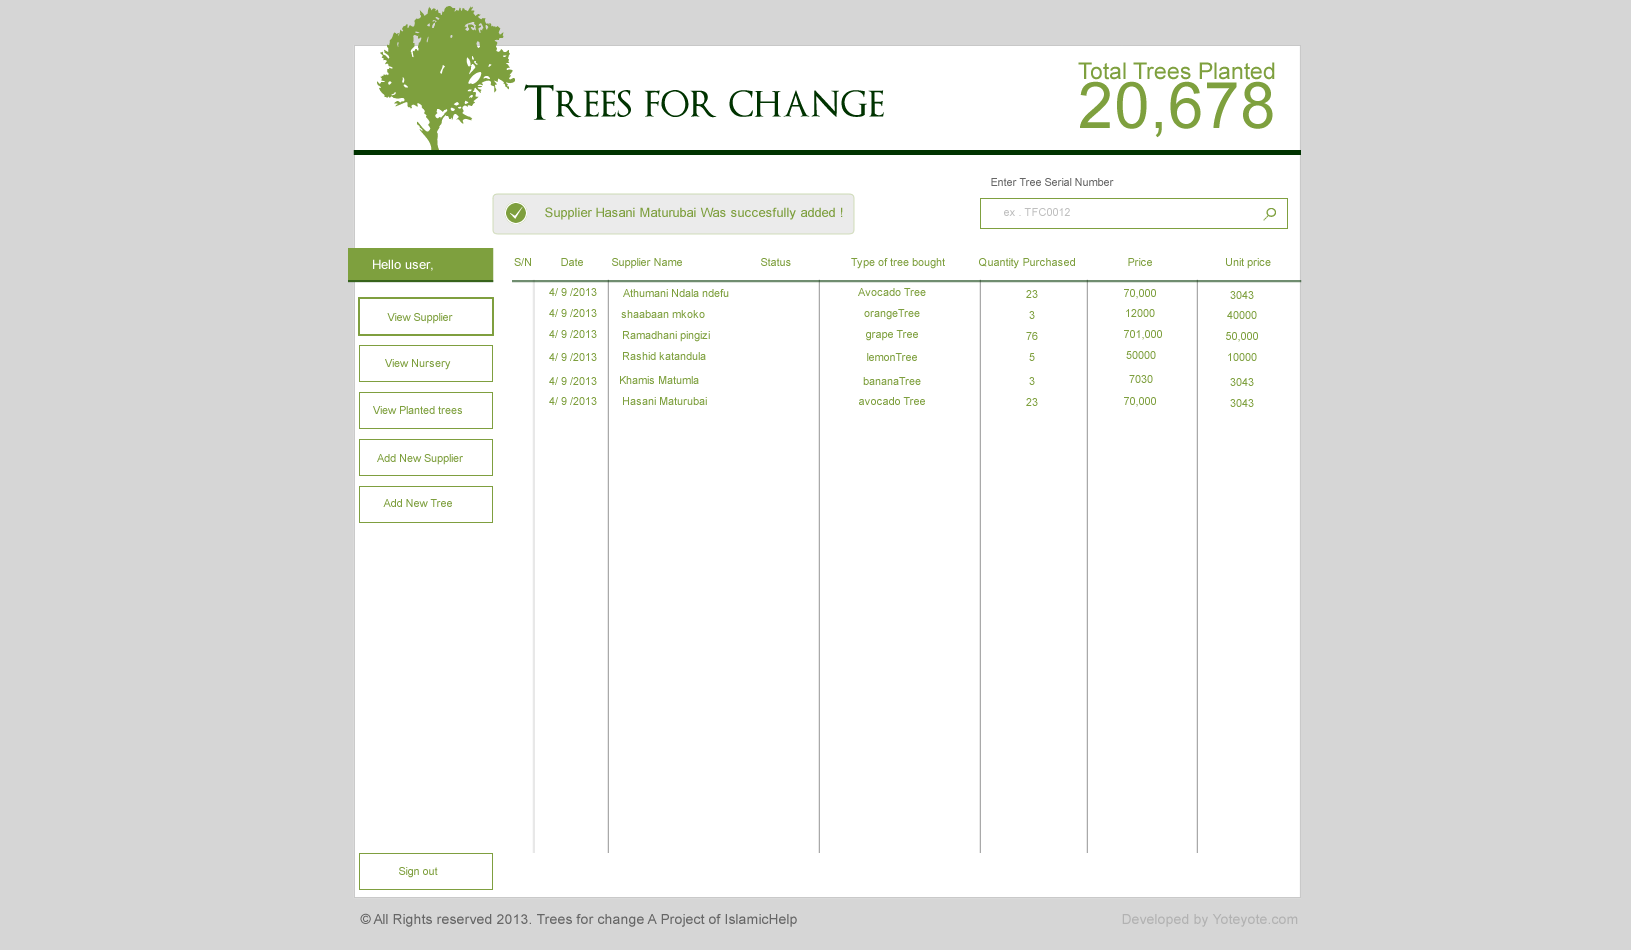 TREES FOR CHANGE
Total Trees Planted
20,678
Enter Tree Serial Number
Supplier Hasani Maturubai Was succesfully added !
ex . TFC0012
Hello user,
S/N Date Supplier Name Status Type of tree bought Quantity Purchased Price Unit price
4/ 9 /2013 Athumani Ndala ndefu Avocado Tree 23 70,000 3043
4/ 9 /2013 shaabaan mkoko orangeTree 3 12000 40000
4/ 9 /2013 Ramadhani pingizi grape Tree 76 701,000 50,000
4/ 9 /2013 Rashid katandula lemonTree 5 50000 10000
4/ 9 /2013 Khamis Matumla bananaTree 3 7030 3043
4/ 9 /2013 Hasani Maturubai avocado Tree 23 70,000 3043
View Supplier
View Nursery
View Planted trees
Add New Supplier
Add New Tree
Sign out
© All Rights reserved 2013. Trees for change A Project of IslamicHelp
Developed by Yoteyote.com